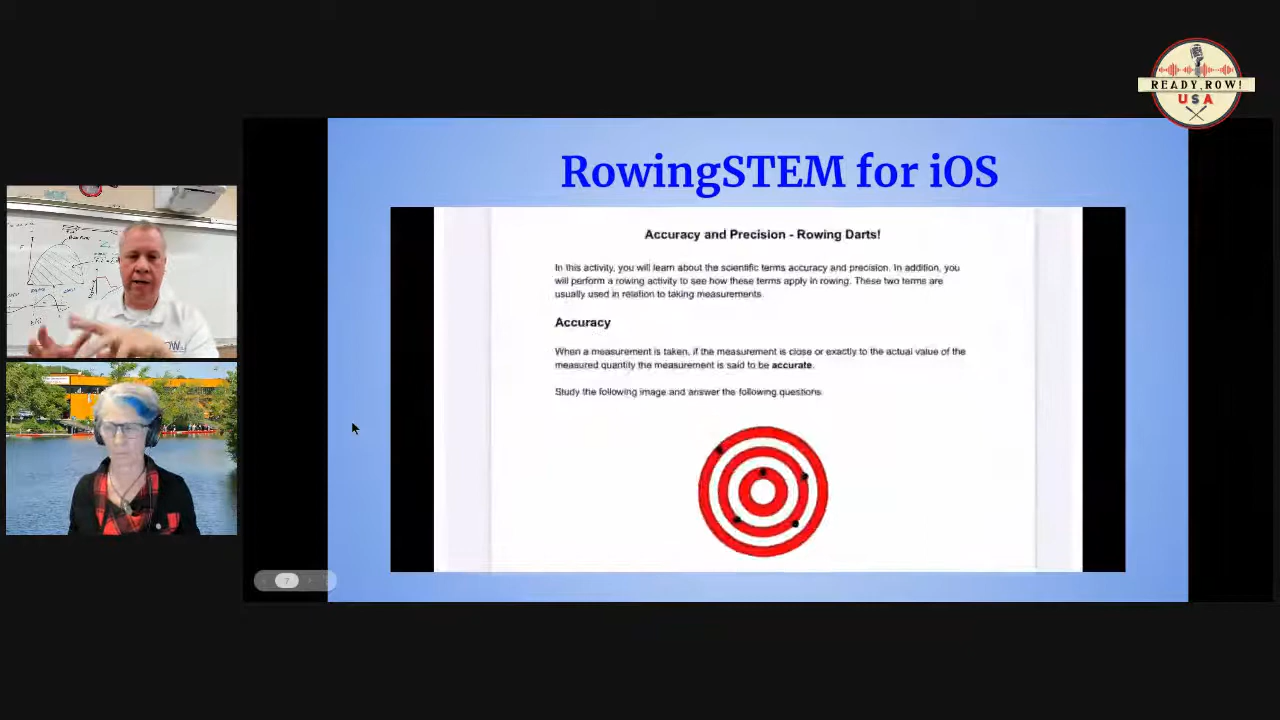 READY, ROW!
USA
RowingSTEM for iOS
Accuracy and Precision - Rowing Darts!
In this activity, you will learn about the scientific terms accuracy and precision. In addition, you
will perform a rowing activity to see how these terms apply in rowing. These two terms are
usually used in relation to taking measurements.
Accuracy
When a measurement is taken, if the measurement is close or exactly to the actual value of the
measured quantity the measurement is said to be accurate.
Study the following image and answer the following questions
7